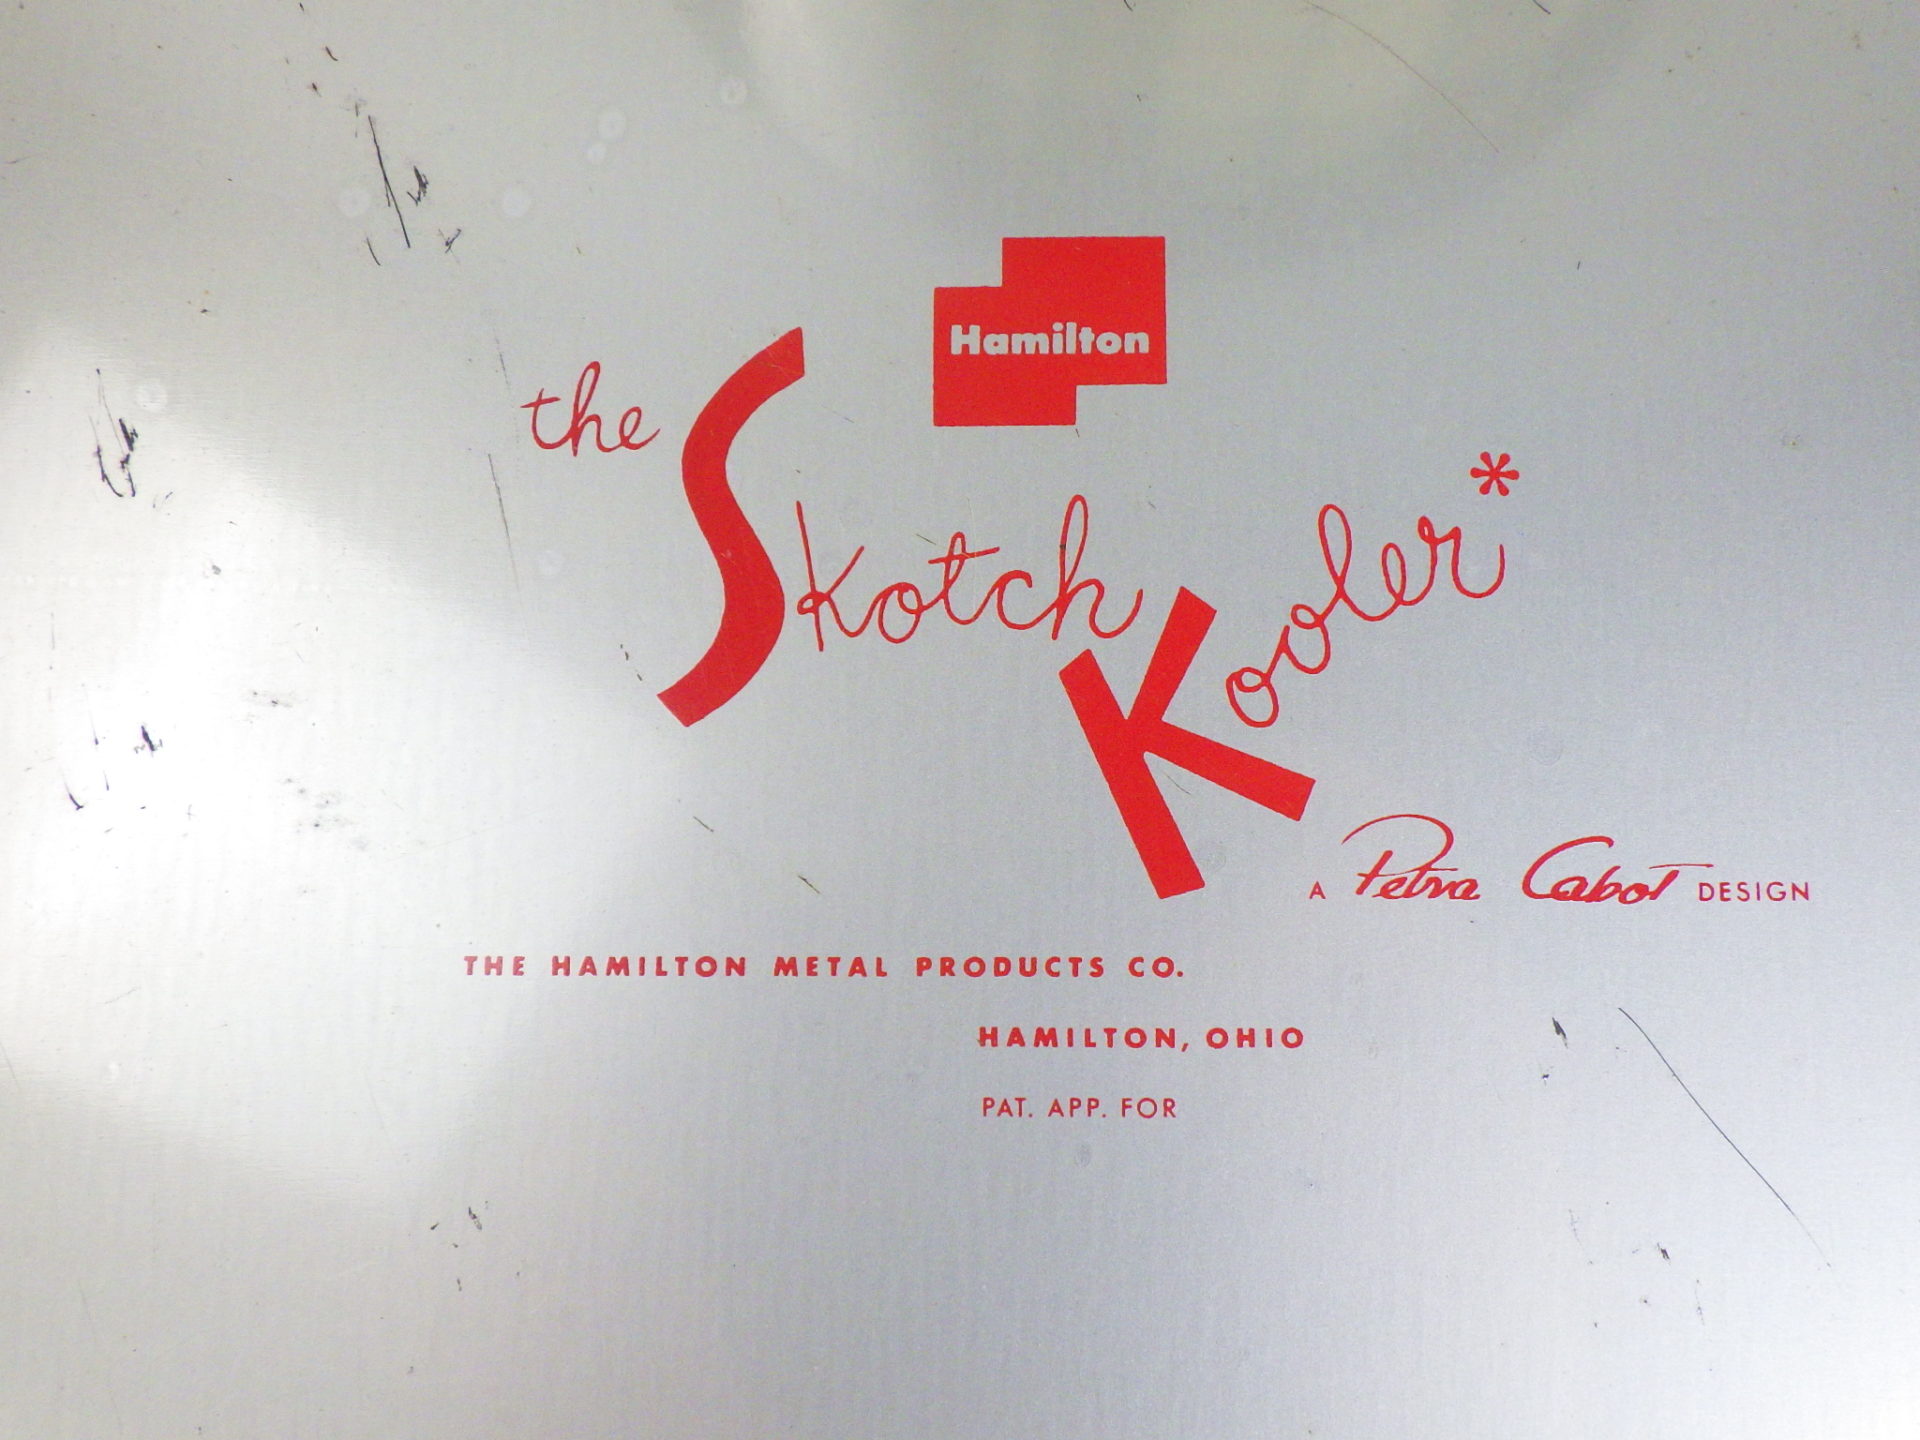 Hamilton
the Skotch Kooler*
A Petra Cabot DESIGN
THE HAMILTON METAL PRODUCTS CO.
HAMILTON, OHIO
PAT. APP. FOR